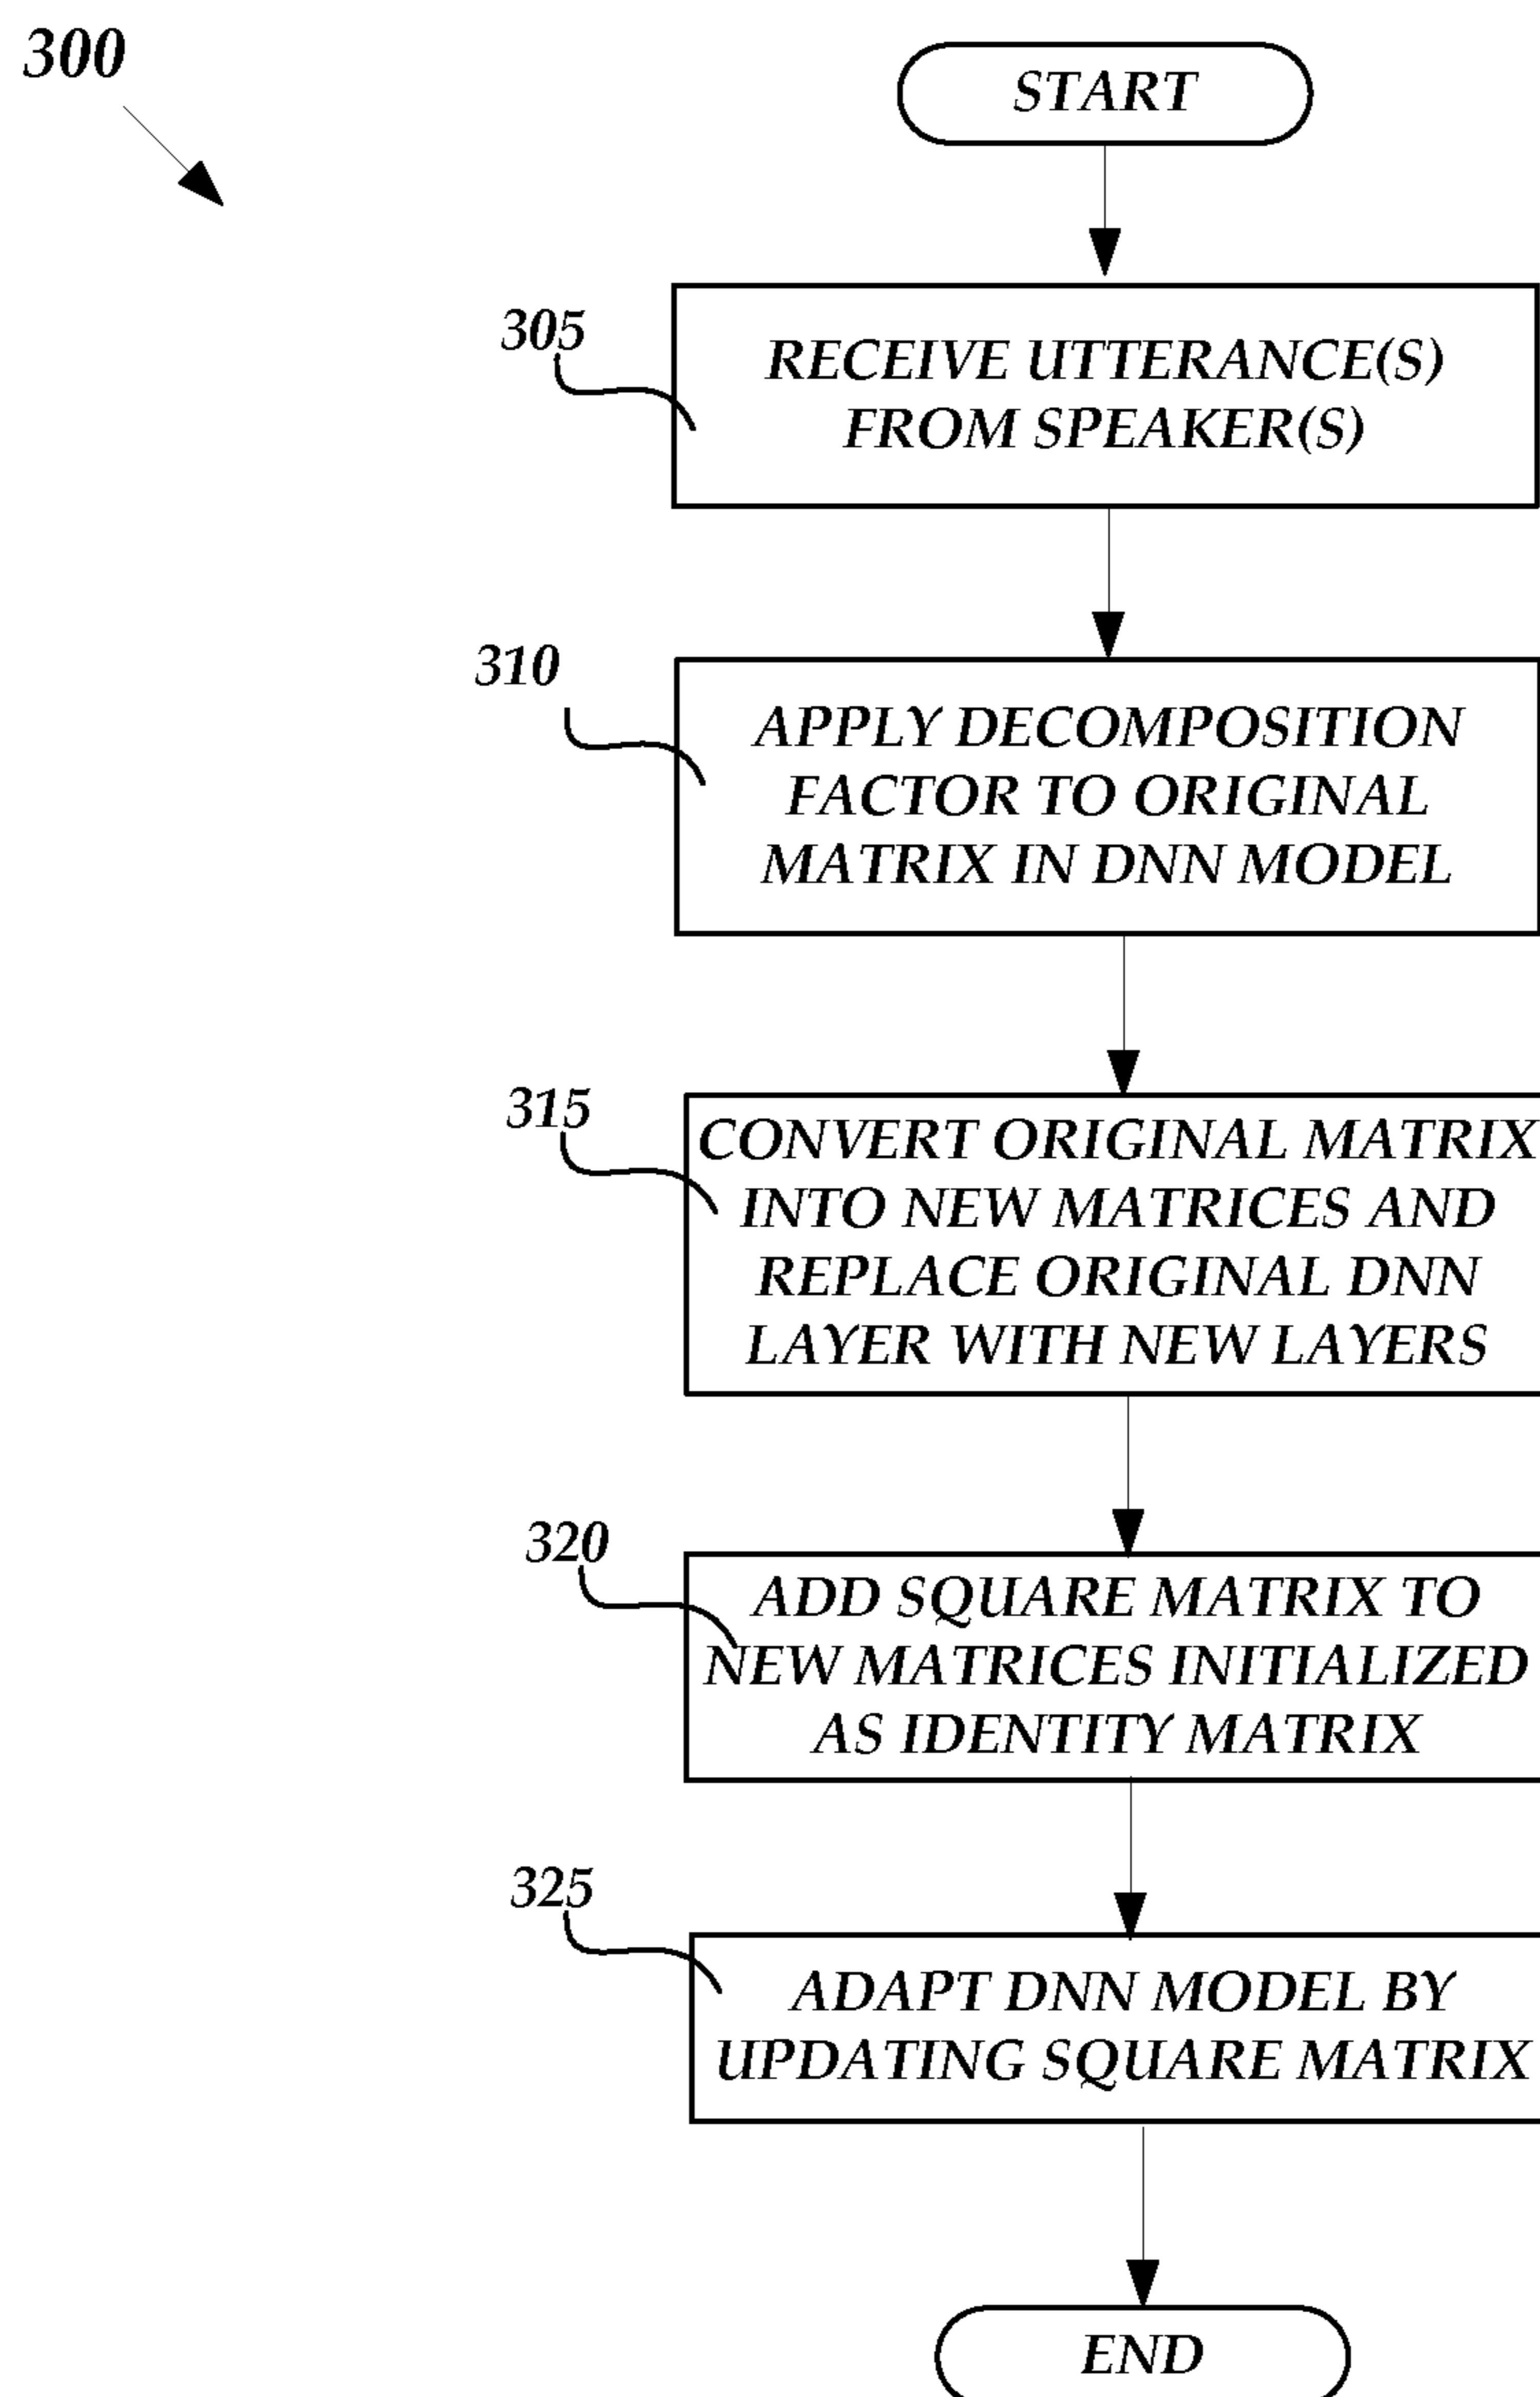 300
START
305
RECEIVE UTTERANCE(S)
FROM SPEAKER(S)
310
APPLY DECOMPOSITION
FACTOR TO ORIGINAL
MATRIX IN DNN MODEL
315
CONVERT ORIGINAL MATRIX
INTO NEW MATRICES AND
REPLACE ORIGINAL DNN
LAYER WITH NEW LAYERS
320
ADD SQUARE MATRIX TO
NEW MATRICES INITIALIZED
AS IDENTITY MATRIX
325
ADAPT DNN MODEL BY
UPDATING SQUARE MATRIX
END